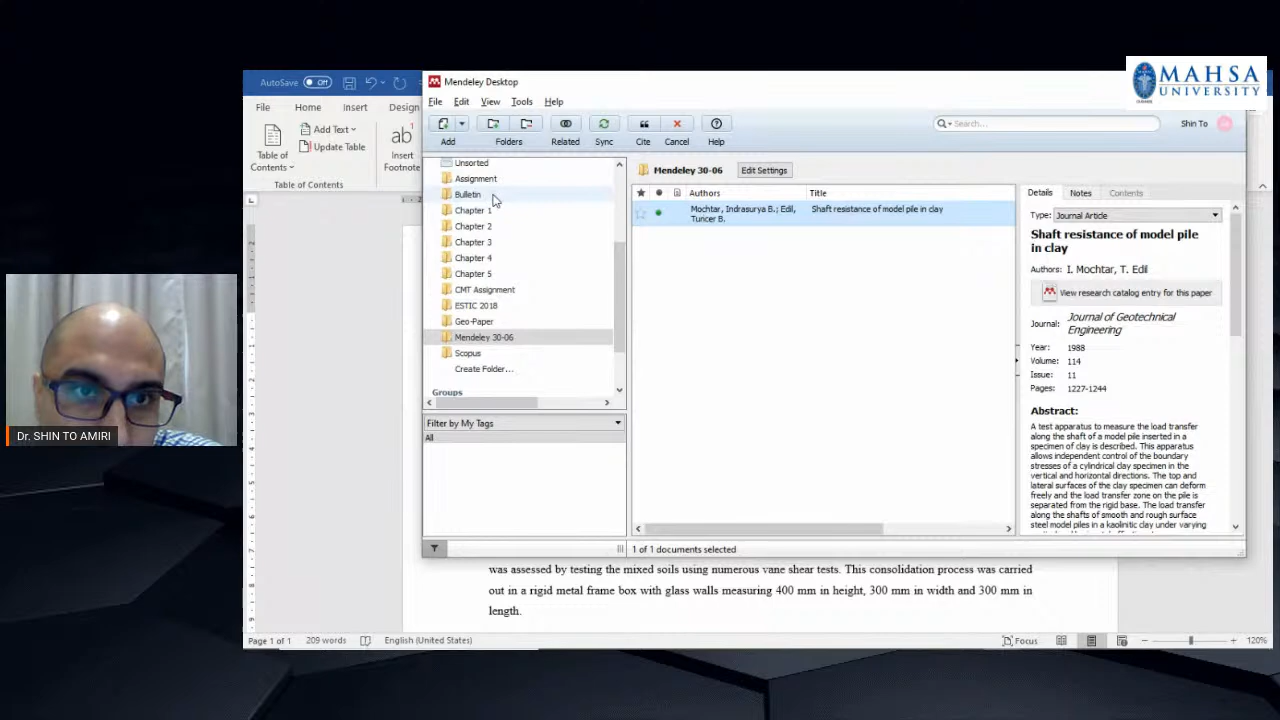 MAHSA
UNIVERSITY
AutoSave Off
Mendeley Desktop
File Home Insert Design
File Edit View Tools Help
Table of
Contents
Add Text
Update Table
ab
Insert
Footnote
Table of Contents
Add Folders Related Sync Cite Cancel Help
Search...
Shin To
Unsorted
Assignment
Bulletin
Chapter 1
Chapter 2
Chapter 3
Chapter 4
Chapter 5
CMT Assignment
ESTIC 2018
Geo-Paper
Mendeley 30-06
Scopus
Create Folder...
Groups
Filter by My Tags
All
Mendeley 30-06 Edit Settings
Authors Title
Mochtar, Indrasurya B.; Edil, Shaft resistance of model pile in clay
Tuncer B.
1 of 1 documents selected
Details Notes Contents
Type: Journal Article
Shaft resistance of model pile
in clay
Authors: I. Mochtar, T. Edil
View research catalog entry for this paper
Journal: Journal of Geotechnical
Engineering
Year: 1988
Volume: 114
Issue: 11
Pages: 1227-1244
Abstract:
A test apparatus to measure the load transfer
along the shaft of a model pile inserted in a
specimen of clay is described. This apparatus
allows independent control of the boundary
stresses of a cylindrical clay specimen in the
vertical and horizontal directions. The top and
lateral surfaces of the clay specimen can deform
freely and the load transfer zone on the pile is
separated from the rigid base. The load transfer
along the shafts of smooth and rough surface
steel model piles in a kaolinitic clay under varying
was assessed by testing the mixed soils using numerous vane shear tests. This consolidation process was carried
out in a rigid metal frame box with glass walls measuring 400 mm in height, 300 mm in width and 300 mm in
length.
Page 1 of 1 209 words English (United States) Focus 120%
Dr. SHIN TO AMIRI